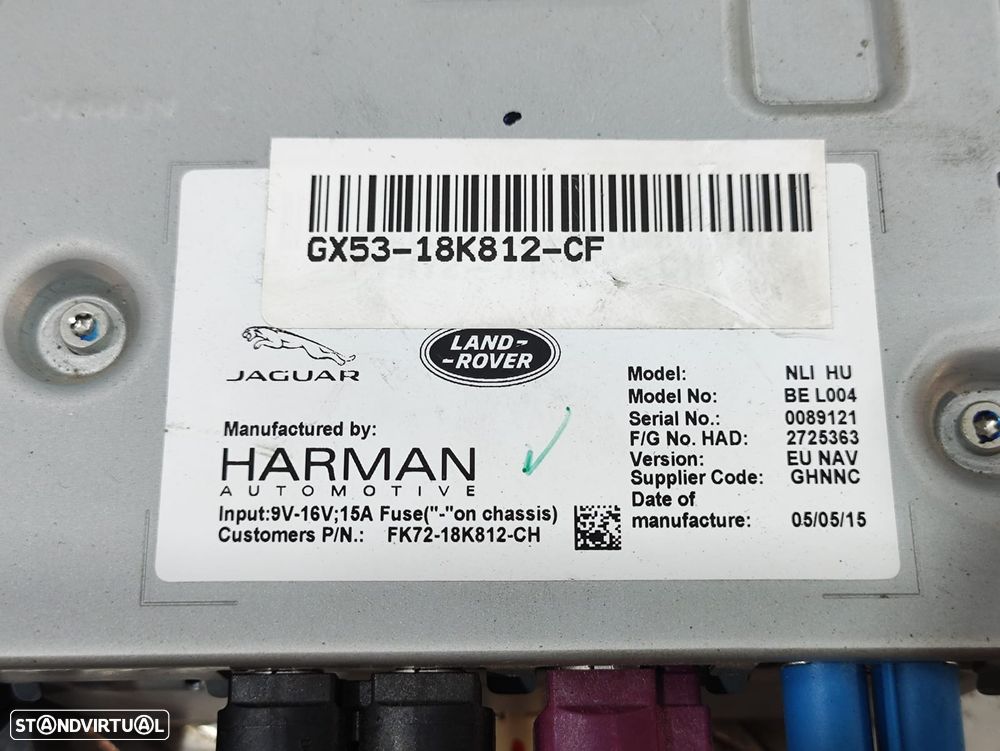 GX53-18K812-CF
JAGUAR
LAND-
-ROVER
Manufactured by:
HARMAN
AUTOMOTIVE
Input:9V-16V;15A Fuse("-"on chassis)
Customers P/N.: FK72-18K812-CH
Model: NLI HU
Model No: BE L004
Serial No.: 0089121
F/G No. HAD: 2725363
Version: EU NAV
Supplier Code: GHNNC
Date of
manufacture: 05/05/15
STANDVIRTUAL